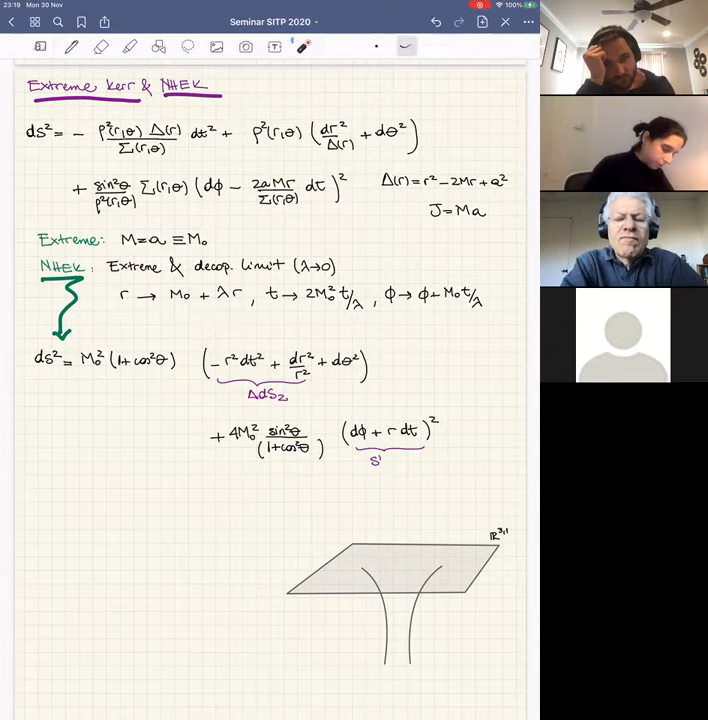 23:19 Mon 30 Nov
100%
Seminar SITP 2020
Extreme Kerr & NHEK
ds² = - ρ²(r,θ) Δ(r) / Σ(r,θ) dt² + ρ²(r,θ) ( dr² / Δ(r) + dθ² )
+ sin²θ / ρ²(r,θ) Σ(r,θ) ( dϕ - 2aMr / Σ(r,θ) dt )² Δ(r) = r² - 2Mr + a²
J = Ma
Extreme: M = a ≡ M₀
NHEK: Extreme & decop. limit (λ→0)
r → M₀ + λr , t → 2M₀² t/λ , ϕ → ϕ + M₀ t/λ
ds² = M₀² (1+cos²θ) ( -r²dt² + dr²/r² + dθ² )
AdS₂
+ 4M₀² sin²θ / (1+cos²θ) (dϕ + r dt)²
S¹
ℝ³,¹